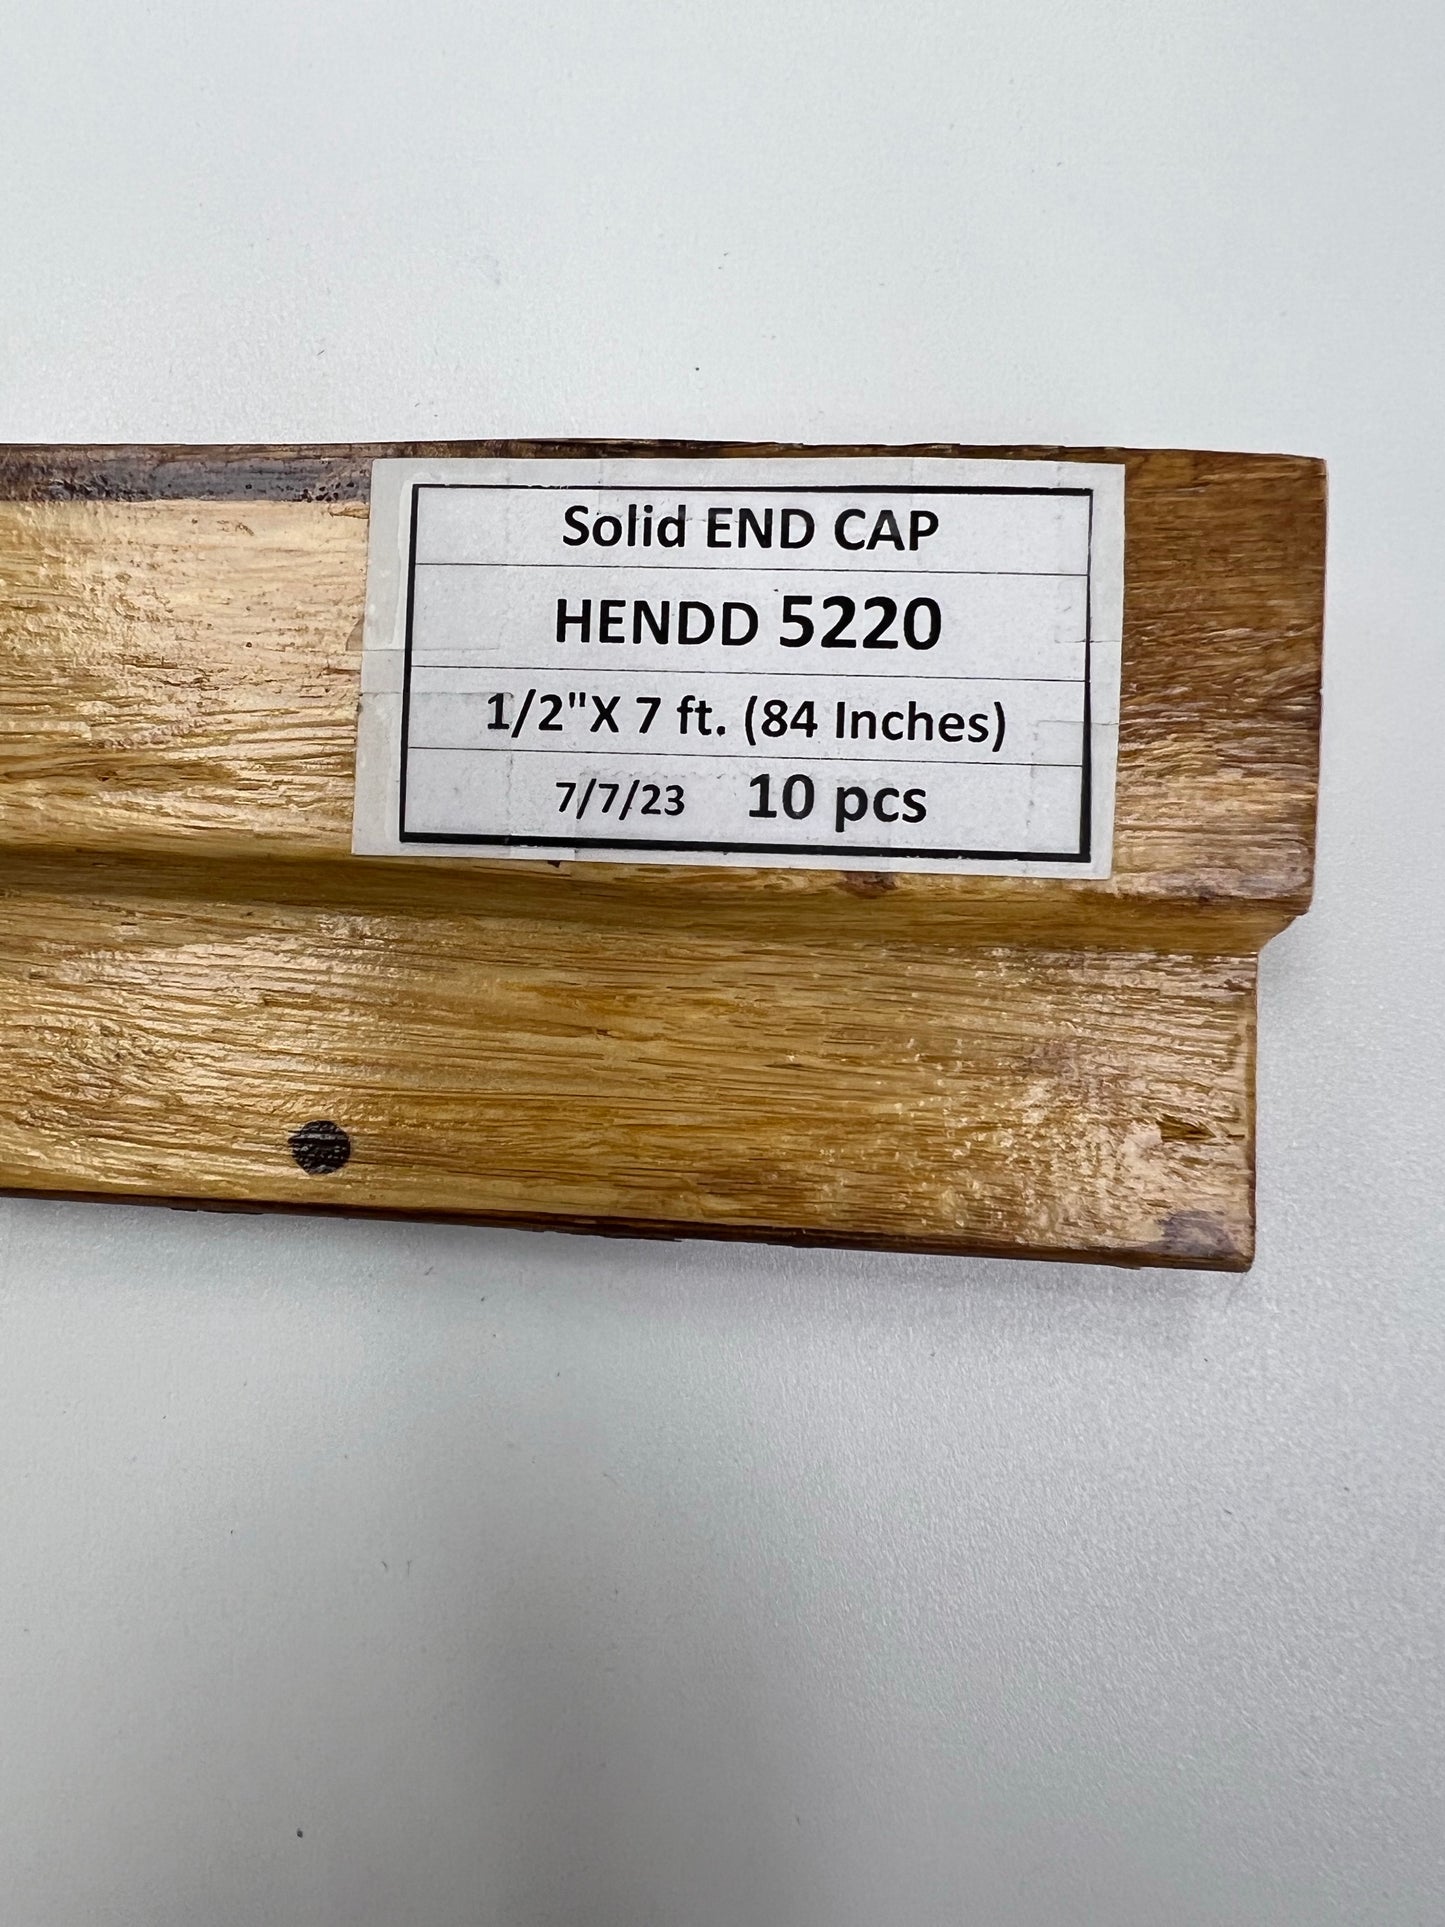 Solid END CAP
HENDD 5220
1/2"X 7 ft. (84 Inches)
7/7/23 10 pcs